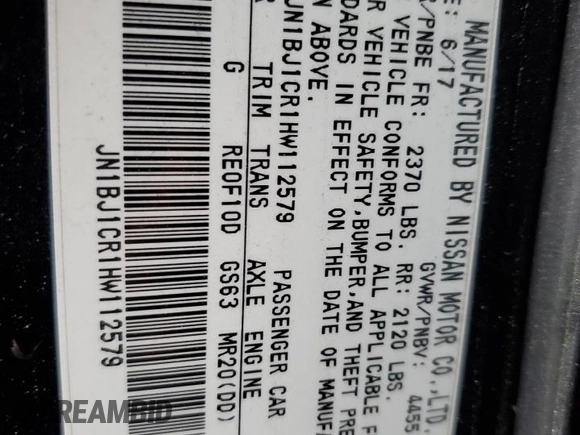 MANUFACTURED BY NISSAN MOTOR CO.,LTD.
E: 6/17 GVWR/PNBV: 4455
R/PNBE FR: 2370 LBS. RR: 2120 LBS.
VEHICLE CONFORMS TO ALL APPLICABLE F
R VEHICLE SAFETY,BUMPER,AND THEFT PRE
DARDS IN EFFECT ON THE DATE OF MANUFA
N ABOVE.
JN1BJ1CR1HW112579 PASSENGER CAR
R TRIM TRANS AXLE ENGINE
G RE0F10D GS63 MR20(DD)
JN1BJ1CR1HW112579
REAMBID